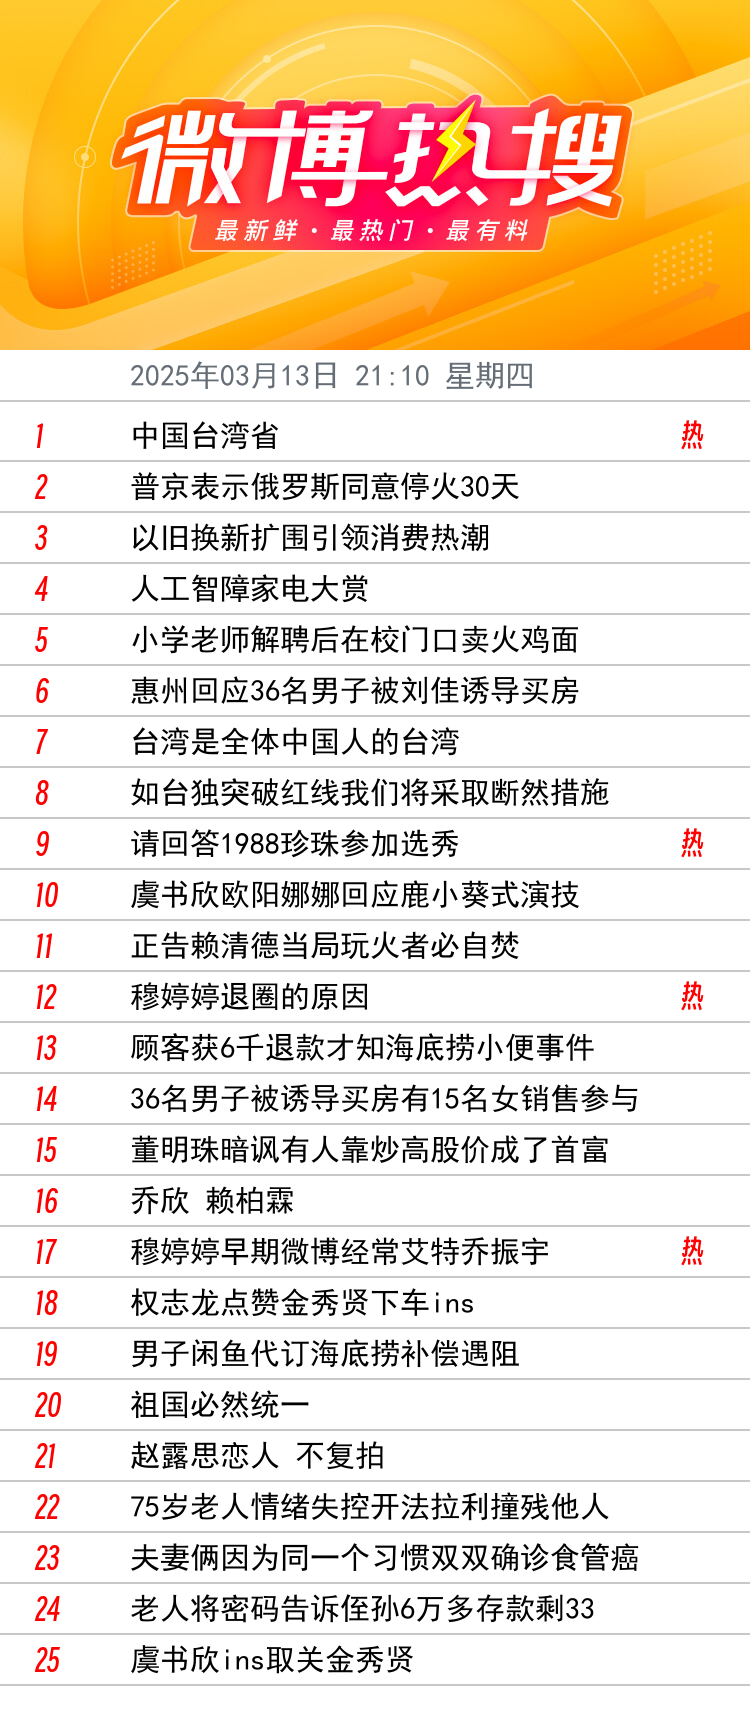 微博热搜
最新鲜·最热门·最有料
2025年03月13日 21:10 星期四
1 中国台湾省 热
2 普京表示俄罗斯同意停火30天
3 以旧换新扩围引领消费热潮
4 人工智障家电大赏
5 小学老师解聘后在校门口卖火鸡面
6 惠州回应36名男子被刘佳诱导买房
7 台湾是全体中国人的台湾
8 如台独突破红线我们将采取断然措施
9 请回答1988珍珠参加选秀 热
10 虞书欣欧阳娜娜回应鹿小葵式演技
11 正告赖清德当局玩火者必自焚
12 穆婷婷退圈的原因 热
13 顾客获6千退款才知海底捞小便事件
14 36名男子被诱导买房有15名女销售参与
15 董明珠暗讽有人靠炒高股价成了首富
16 乔欣 赖柏霖
17 穆婷婷早期微博经常艾特乔振宇 热
18 权志龙点赞金秀贤下车ins
19 男子闲鱼代订海底捞补偿遇阻
20 祖国必然统一
21 赵露思恋人 不复拍
22 75岁老人情绪失控开法拉利撞残他人
23 夫妻俩因为同一个习惯双双确诊食管癌
24 老人将密码告诉侄孙6万多存款剩33
25 虞书欣ins取关金秀贤